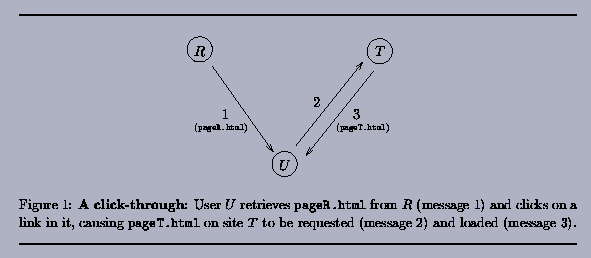 R T
1 2 3
(pageR.html) (pageT.html)
U
Figure 1: A click-through: User U retrieves pageR.html from R (message 1) and clicks on a
link in it, causing pageT.html on site T to be requested (message 2) and loaded (message 3).